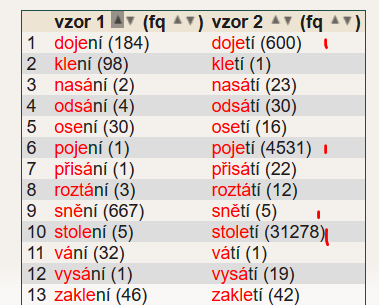 vzor 1 ▲▼ (fq ▲▼) vzor 2 ▲▼ (fq ▲▼)
1 dojení (184) dojetí (600)
2 klení (98) kletí (1)
3 nasání (2) nasátí (23)
4 odsání (4) odsátí (30)
5 osení (30) osetí (16)
6 pojení (1) pojetí (4531)
7 přisání (1) přisátí (22)
8 roztání (3) roztátí (12)
9 snění (667) snětí (5)
10 stolení (5) století (31278)
11 vání (32) vátí (1)
12 vysání (1) vysátí (19)
13 zaklení (46) zakletí (42)